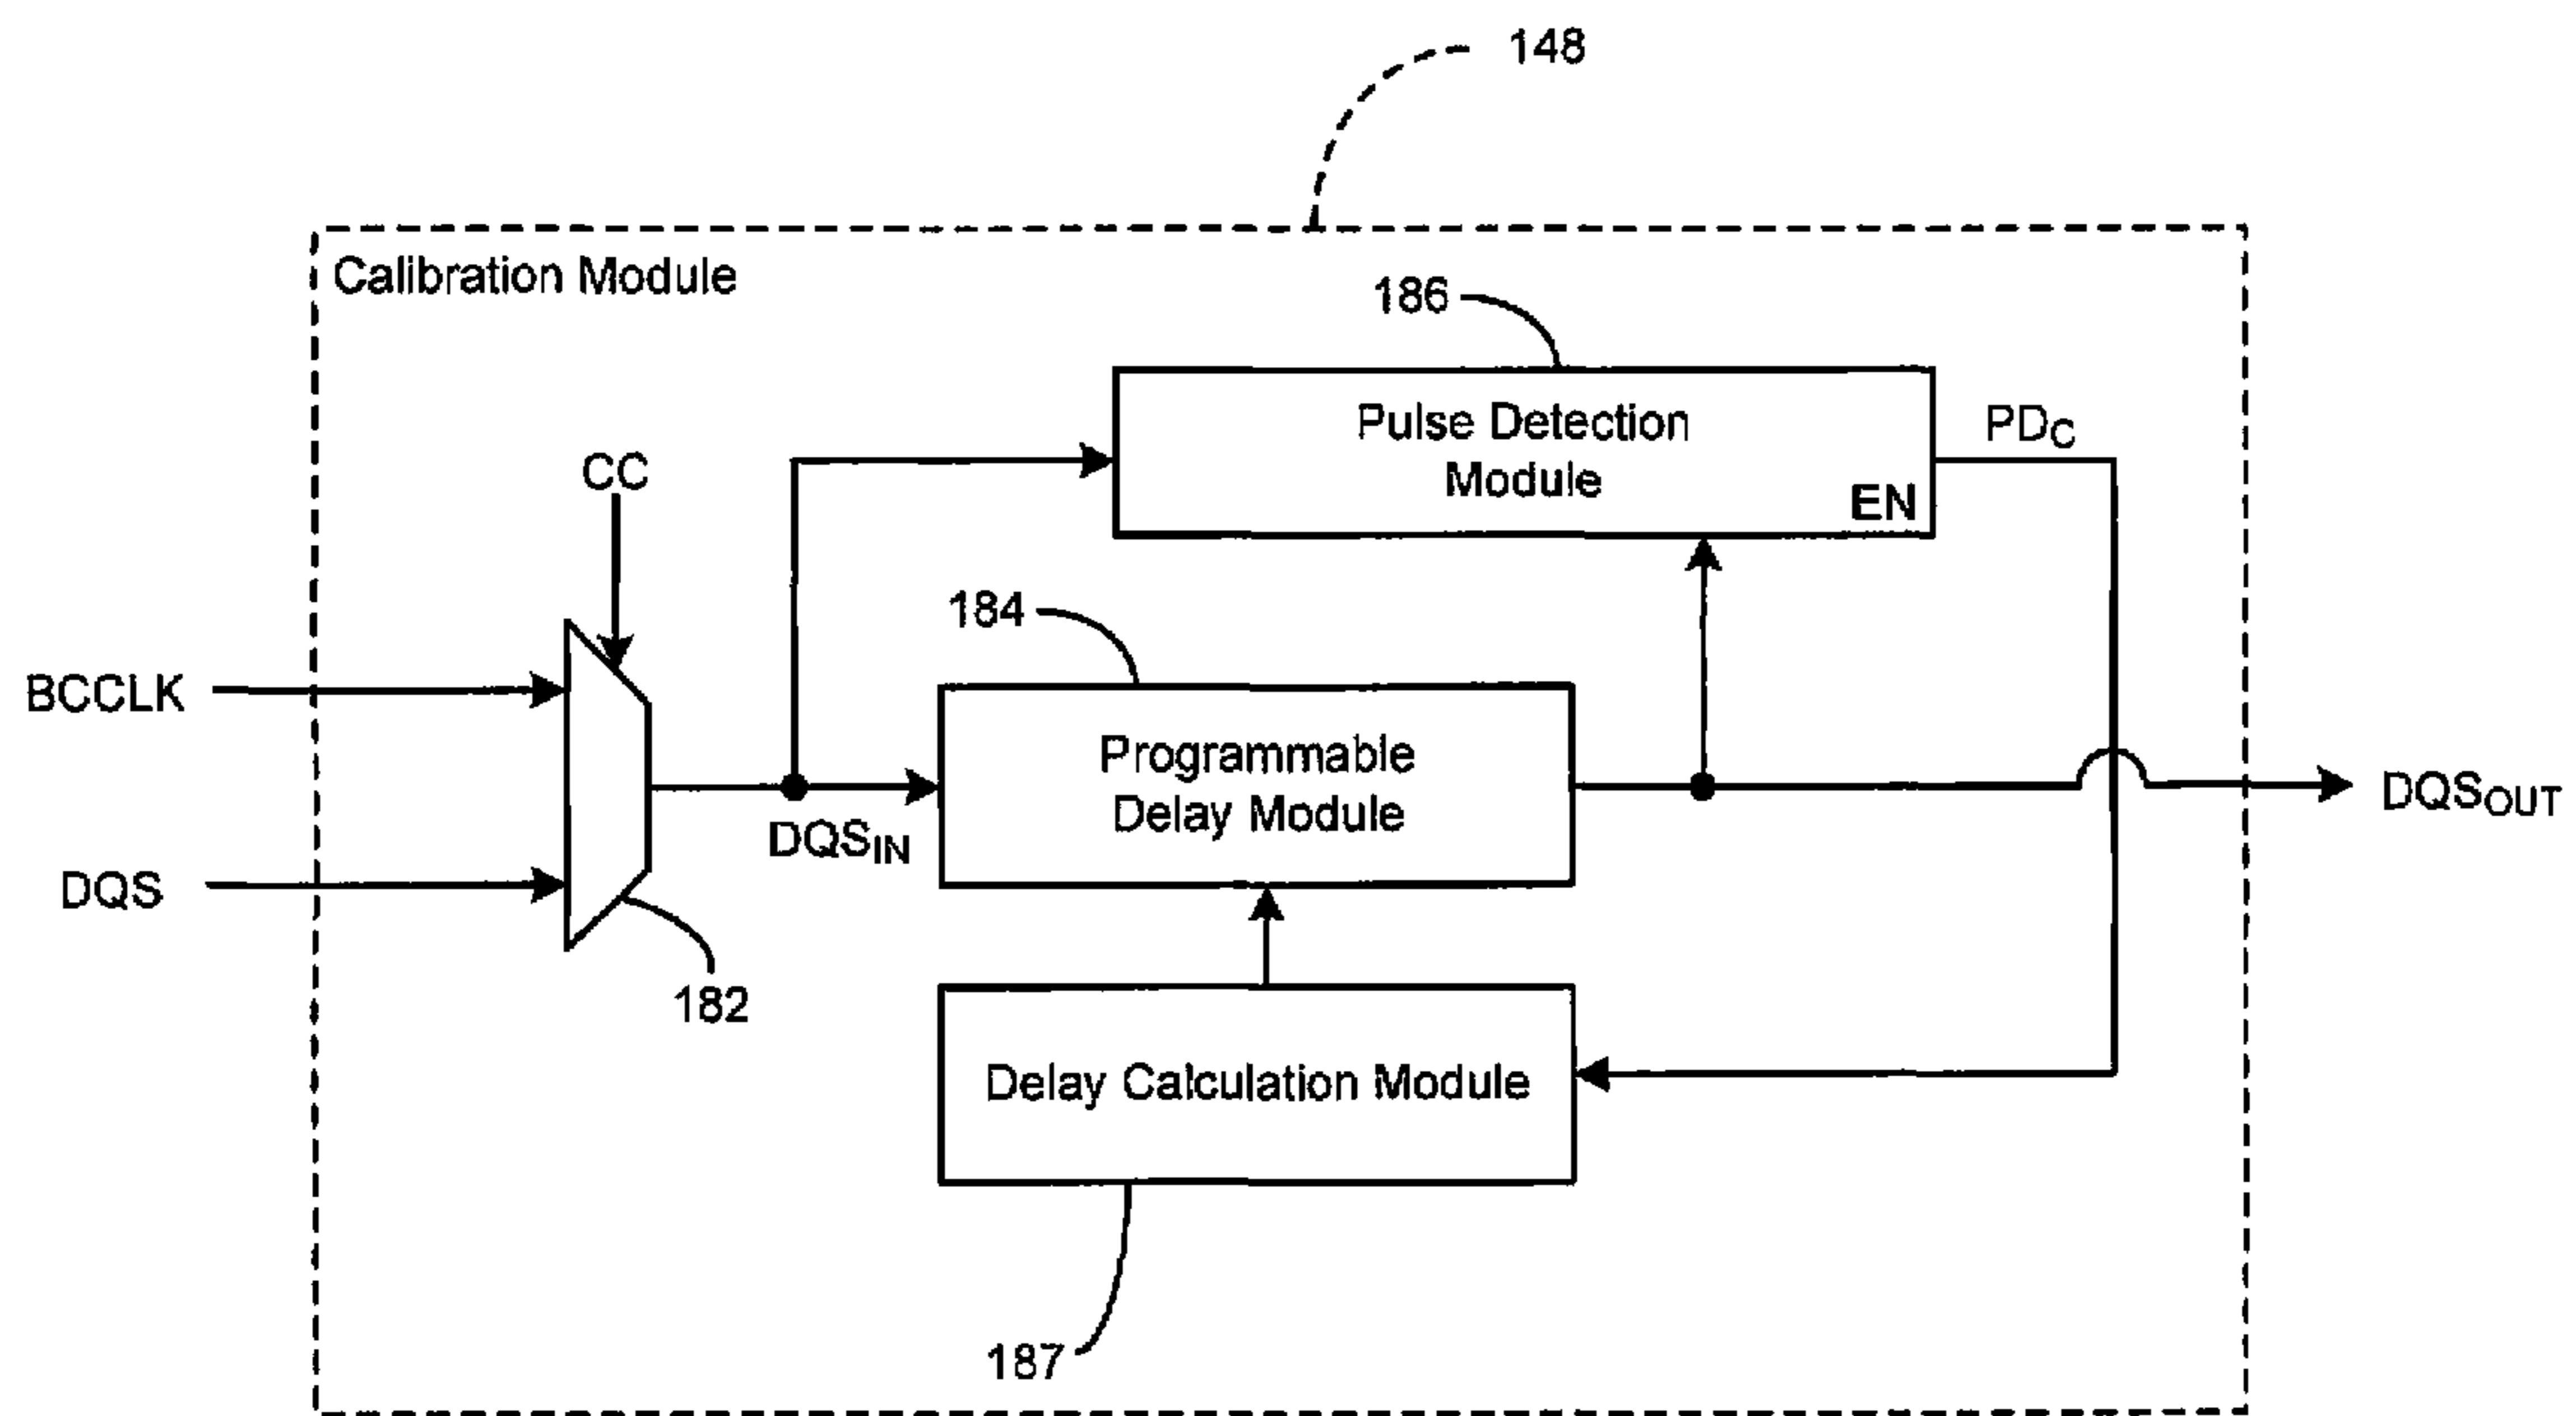 148
Calibration Module
186
Pulse Detection
Module
EN
PDC
CC
184
BCCLK
Programmable
Delay Module
DQSIN
DQSOUT
DQS
182
Delay Calculation Module
187